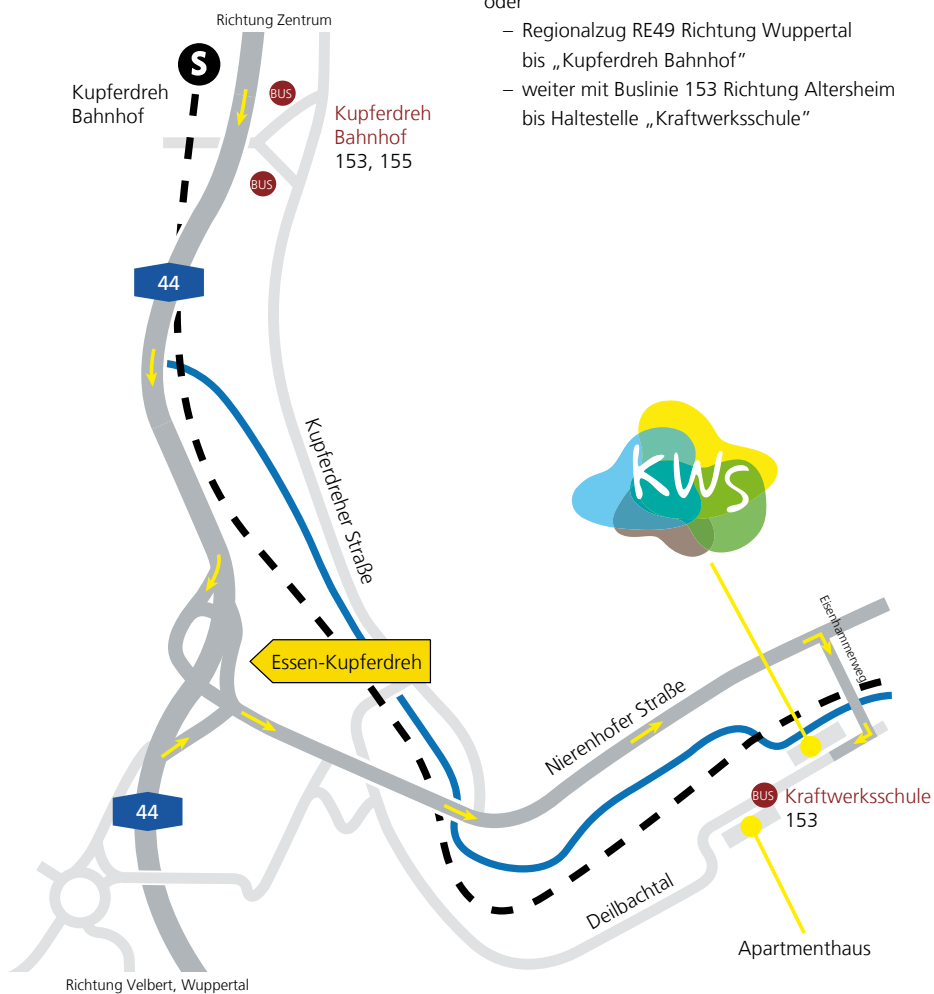 oder
– Regionalzug RE49 Richtung Wuppertal
bis „Kupferdreh Bahnhof”
– weiter mit Buslinie 153 Richtung Altersheim
bis Haltestelle „Kraftwerksschule”
Richtung Zentrum
S
Kupferdreh
Bahnhof
BUS
Kupferdreh
Bahnhof
153, 155
BUS
44
Kupferdreher Straße
kws
Essen-Kupferdreh
Eisenhammerweg
Nierenhofer Straße
44
BUS
Kraftwerksschule
153
Deilbachtal
Apartmenthaus
Richtung Velbert, Wuppertal